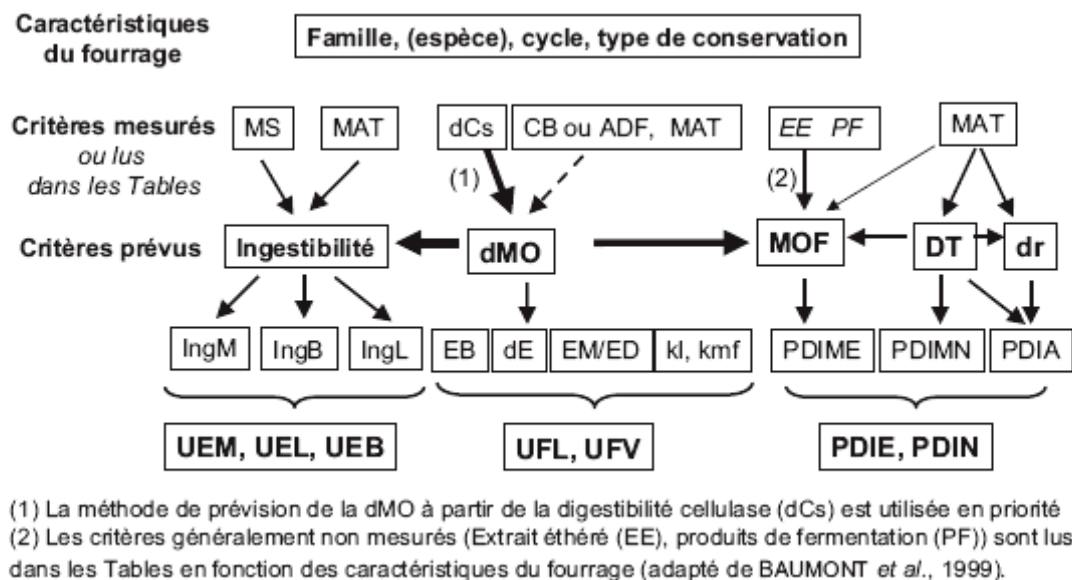 Caractéristiques
du fourrage
Famille, (espèce), cycle, type de conservation
Critères mesurés
ou lus
dans les Tables
MS MAT dCs CB ou ADF, MAT EE PF MAT
(1) (2)
Critères prévus Ingestibilité dMO MOF DT dr
IngM IngB IngL EB dE EM/ED kl, kmf PDIME PDIMN PDIA
UEM, UEL, UEB UFL, UFV PDIE, PDIN
(1) La méthode de prévision de la dMO à partir de la digestibilité cellulase (dCs) est utilisée en priorité
(2) Les critères généralement non mesurés (Extrait éthéré (EE), produits de fermentation (PF)) sont lus
dans les Tables en fonction des caractéristiques du fourrage (adapté de BAUMONT et al., 1999).